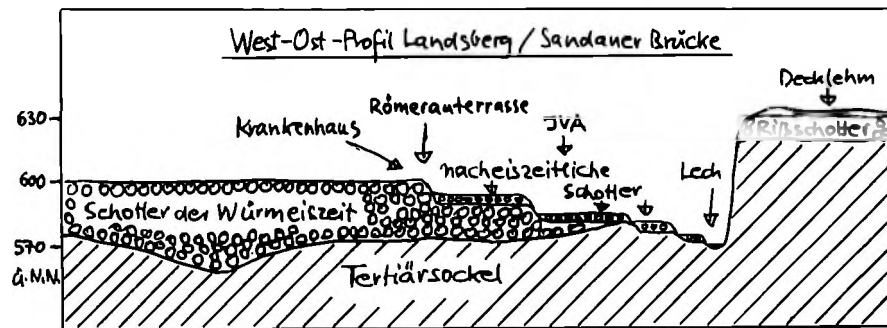 West-Ost-Profil Landsberg / Sandauer Brücke
Decklehm
630
Römerauterrasse
JVA
Rißschotter
Krankenhaus
nacheiszeitliche
Schotter
Lech
600
Schotter der Würmeiszeit
570
ü.N.N.
Tertiärsockel